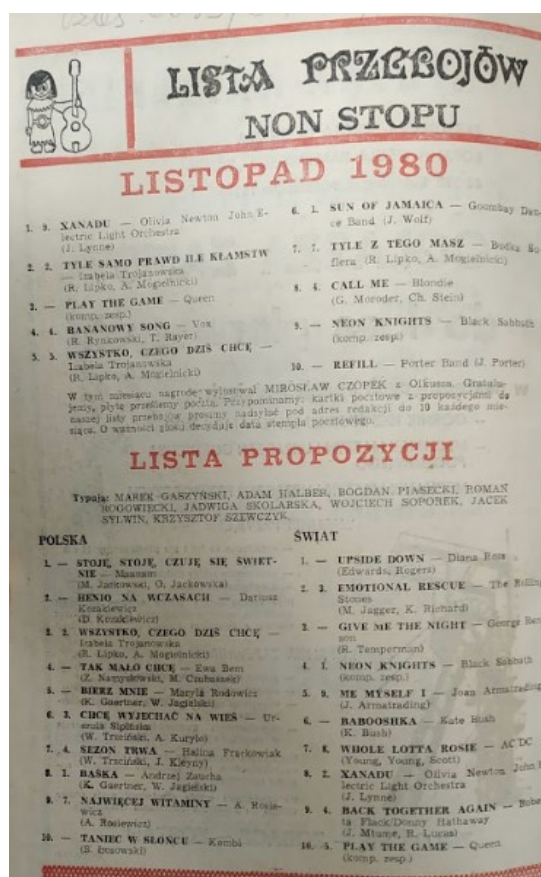 LISTA PRZEBOJÓW
NON STOPU
LISTOPAD 1980
1. 9. XANADU — Olivia Newton John E-
lectric Light Orchestra
(J. Lynne)
2. 2. TYLE SAMO PRAWD ILE KŁAMSTW
— Izabela Trojanowska
(R. Lipko, A. Mogielnicki)
3. — PLAY THE GAME — Queen
(komp. zesp.)
4. 4. BANANOWY SONG — Vox
(R. Rynkowski, T. Rayer)
5. 5. WSZYSTKO, CZEGO DZIŚ CHCĘ —
Izabela Trojanowska
(R. Lipko, A. Mogielnicki)
6. 1. SUN OF JAMAICA — Goombay Dan-
ce Band (J. Wolf)
7. 7. TYLE Z TEGO MASZ — Budka Su-
flera (R. Lipko, A. Mogielnicki)
8. 6. CALL ME — Blondie
(G. Moroder, Ch. Stein)
9. — NEON KNIGHTS — Black Sabbath
(komp. zesp.)
10. — REFILL — Porter Band (J. Porter)
W tym miesiącu nagrodę wylosował MIROSŁAW CZOPEK z Olkusza. Gratulu-
jemy, płytę prześlemy pocztą. Przypominamy: kartki pocztowe z propozycjami do
naszej listy przebojów prosimy nadsyłać pod adres redakcji do 10 każdego mie-
siąca. O ważności głosu decyduje data stempla pocztowego.
LISTA PROPOZYCJI
Typują: MAREK GASZYŃSKI, ADAM HALBER, BOGDAN PIASECKI, ROMAN
ROGOWIECKI, JADWIGA SKOLARSKA, WOJCIECH SOPOREK, JACEK
SYLWIN, KRZYSZTOF SZEWCZYK.
POLSKA
1. — STOJĘ, STOJĘ, CZUJĘ SIĘ ŚWIET-
NIE — Maanam
(M. Jackowski, O. Jackowska)
2. — HENIO NA WCZASACH — Dariusz
Kozakiewicz
(D. Kozakiewicz)
3. 2. WSZYSTKO, CZEGO DZIŚ CHCĘ —
Izabela Trojanowska
(R. Lipko, A. Mogielnicki)
4. — TAK MAŁO CHCĘ — Ewa Bem
(Z. Namysłowski, M. Czubaszek)
5. — BIERZ MNIE — Maryla Rodowicz
(K. Gaertner, W. Jagielski)
6. 3. CHCĘ WYJECHAĆ NA WIEŚ — Ur-
szula Sipińska
(W. Trzciński, A. Kuryło)
7. 4. SEZON TRWA — Halina Frąckowiak
(W. Trzciński, J. Kleyny)
8. 1. BAŚKA — Andrzej Zaucha
(K. Gaertner, W. Jagielski)
9. 7. NAJWIĘCEJ WITAMINY — A. Rosie-
wicz
(A. Rosiewicz)
10. — TANIEC W SŁOŃCU — Kombi
(S. Łosowski)
ŚWIAT
1. — UPSIDE DOWN — Diana Ross
(Edwards, Rogers)
2. 3. EMOTIONAL RESCUE — The Rolling
Stones
(M. Jagger, K. Richard)
3. — GIVE ME THE NIGHT — George Ben
son
(R. Temperman)
4. 1. NEON KNIGHTS — Black Sabbath
(komp. zesp.)
5. 9. ME MYSELF I — Joan Armatrading
(J. Armatrading)
6. — BABOOSHKA — Kate Bush
(K. Bush)
7. 8. WHOLE LOTTA ROSIE — AC DC
(Young, Young, Scott)
8. 2. XANADU — Olivia Newton John
lectric Light Orchestra
(J. Lynne)
9. 4. BACK TOGETHER AGAIN — Rober
ta Flack/Donny Hathaway
(J. Mtume, R. Lucas)
10. 5. PLAY THE GAME — Queen
(komp. zesp.)